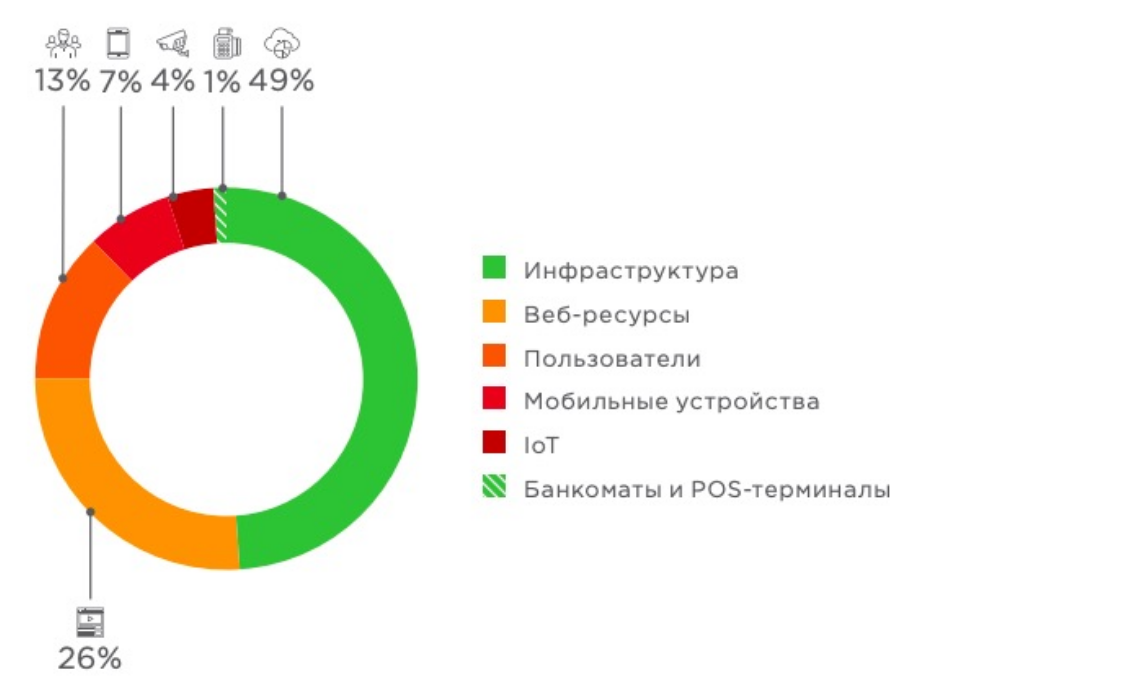 13% 7% 4% 1% 49%
Инфраструктура
Веб-ресурсы
Пользователи
Мобильные устройства
IoT
Банкоматы и POS-терминалы
26%